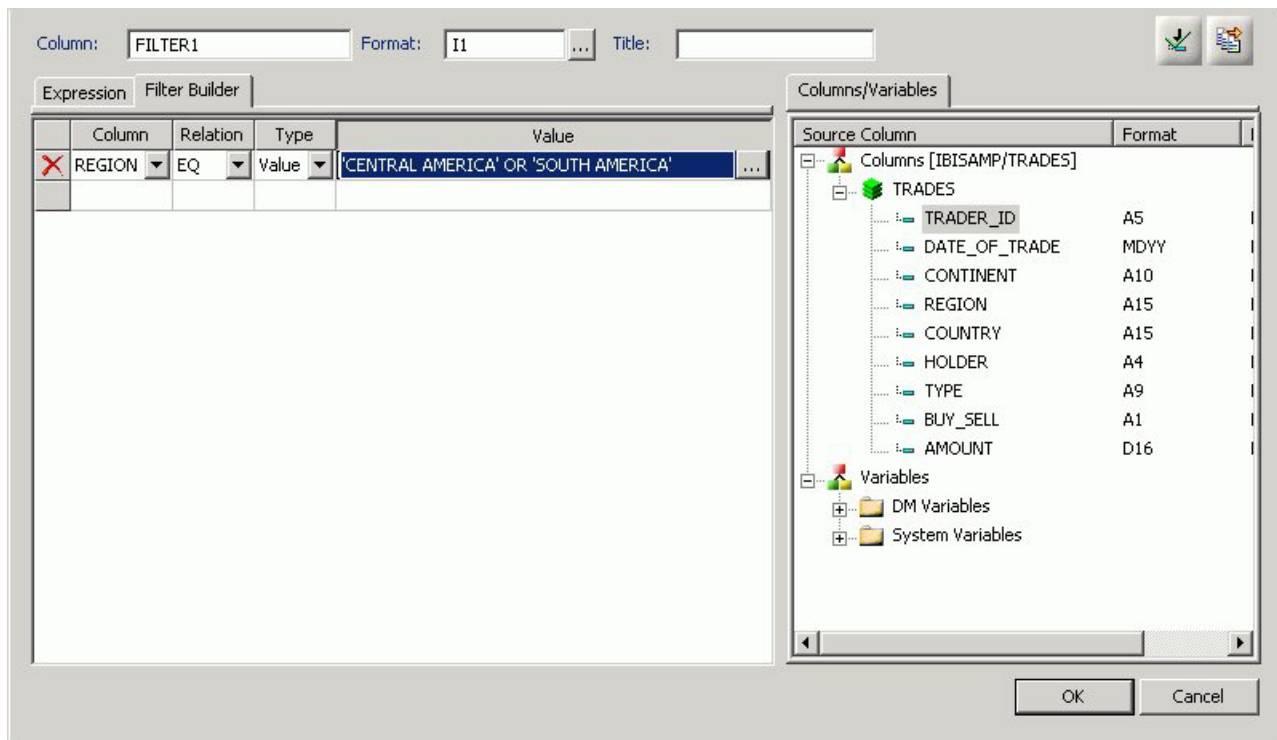 Column: FILTER1 Format: I1 ... Title:
Expression Filter Builder
Column Relation Type Value
REGION EQ Value 'CENTRAL AMERICA' OR 'SOUTH AMERICA' ...
Columns/Variables
Source Column Format
Columns [IBISAMP/TRADES]
TRADES
TRADER_ID A5
DATE_OF_TRADE MDYY
CONTINENT A10
REGION A15
COUNTRY A15
HOLDER A4
TYPE A9
BUY_SELL A1
AMOUNT D16
Variables
DM Variables
System Variables
OK Cancel